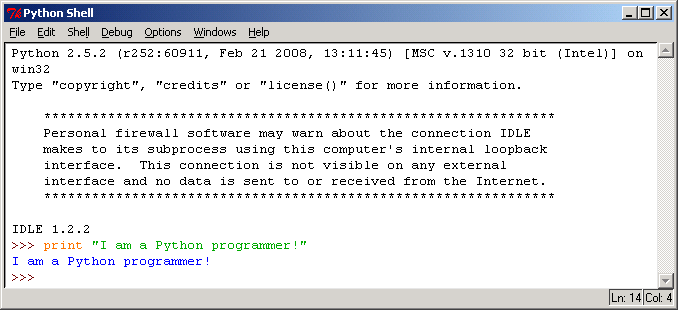 Python Shell
File Edit Shell Debug Options Windows Help
Python 2.5.2 (r252:60911, Feb 21 2008, 13:11:45) [MSC v.1310 32 bit (Intel)] on
win32
Type "copyright", "credits" or "license()" for more information.
****************************************************************
Personal firewall software may warn about the connection IDLE
makes to its subprocess using this computer's internal loopback
interface.  This connection is not visible on any external
interface and no data is sent to or received from the Internet.
****************************************************************
IDLE 1.2.2
>>> print "I am a Python programmer!"
I am a Python programmer!
>>>
Ln: 14 Col: 4